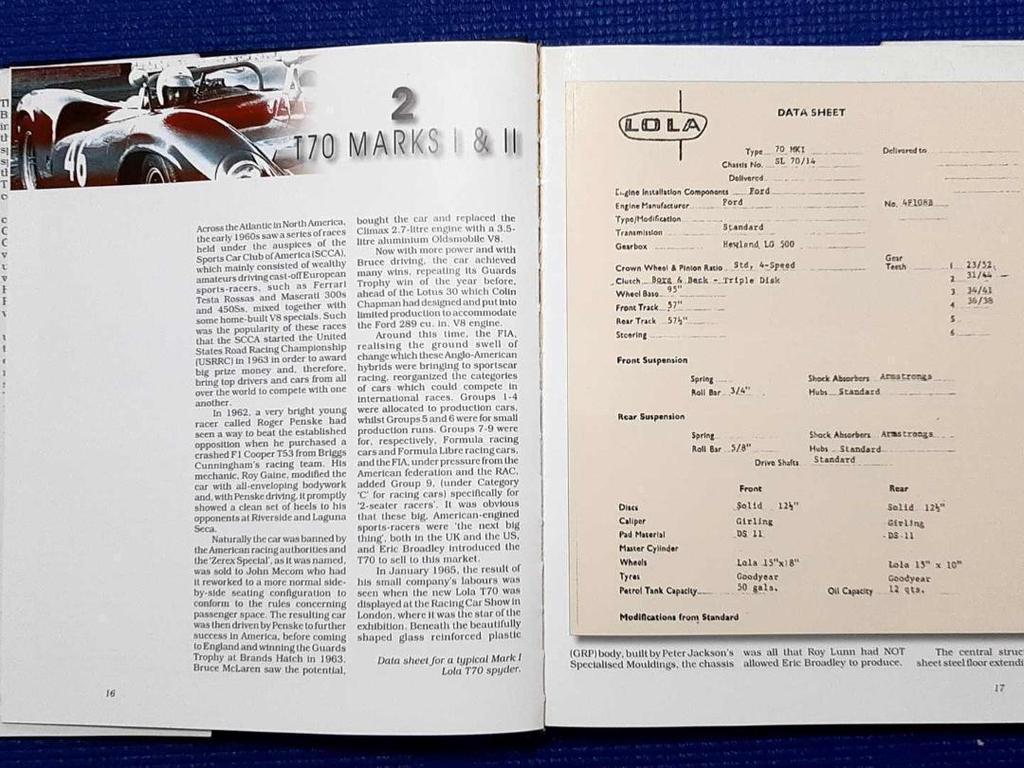 46
2
T70 MARKS I & II
Across the Atlantic in North America,
the early 1960s saw a series of races
held under the auspices of the
Sports Car Club of America (SCCA),
which mainly consisted of wealthy
amateurs driving cast-off European
sports-racers, such as Ferrari
Testa Rossas and Maserati 300s
and 450Ss, mixed together with
some home-built V8 specials. Such
was the popularity of these races
that the SCCA started the United
States Road Racing Championship
(USRRC) in 1963 in order to award
big prize money and, therefore,
bring top drivers and cars from all
over the world to compete with one
another.
In 1962, a very bright young
racer called Roger Penske had
seen a way to beat the established
opposition when he purchased a
crashed F1 Cooper T53 from Briggs
Cunningham's racing team. His
mechanic, Roy Gaine, modified the
car with all-enveloping bodywork
and, with Penske driving, it promptly
showed a clean set of heels to his
opponents at Riverside and Laguna
Seca.
Naturally the car was banned by
the American racing authorities and
the 'Zerex Special', as it was named,
was sold to John Mecom who had
it reworked to a more normal side-
by-side seating configuration to
conform to the rules concerning
passenger space. The resulting car
was then driven by Penske to further
success in America, before coming
to England and winning the Guards
Trophy at Brands Hatch in 1963.
Bruce McLaren saw the potential,
bought the car and replaced the
Climax 2.7-litre engine with a 3.5-
litre aluminium Oldsmobile V8.
Now with more power and with
Bruce driving, the car achieved
many wins, repeating its Guards
Trophy win of the year before,
ahead of the Lotus 30 which Colin
Chapman had designed and put into
limited production to accommodate
the Ford 289 cu. in. V8 engine.
Around this time, the FIA,
realising the ground swell of
change which these Anglo-American
hybrids were bringing to sportscar
racing, reorganized the categories
of cars which could compete in
international races. Groups 1-4
were allocated to production cars,
whilst Groups 5 and 6 were for small
production runs. Groups 7-9 were
for, respectively, Formula racing
cars and Formula Libre racing cars,
and the FIA, under pressure from the
American federation and the RAC,
added Group 9, (under Category
'C' for racing cars) specifically for
'2-seater racers'. It was obvious
that these big, American-engined
sports-racers were 'the next big
thing', both in the UK and the US,
and Eric Broadley introduced the
T70 to sell to this market.
In January 1965, the result of
his small company's labours was
seen when the new Lola T70 was
displayed at the Racing Car Show in
London, where it was the star of the
exhibition. Beneath the beautifully
shaped glass reinforced plastic
Data sheet for a typical Mark I
Lola T70 spyder.
16
LOLA
DATA SHEET
Type 70 MKI Delivered to
Chassis No. SL 70/14
Delivered
Engine Installation Components Ford
Engine Manufacturer Ford No. 4F108B
Type/Modification
Transmission Standard
Gearbox Hewland LG 500
Crown Wheel & Pinion Ratio Std, 4-Speed Gear Teeth 1 23/52
Clutch Borg & Beck - Triple Disk 2 31/44
Wheel Base 95" 3 34/41
Front Track 57" 4 36/38
Rear Track 57½" 5
Steering 6
Front Suspension
Spring Shock Absorbers Armstrongs
Roll Bar 3/4" Hubs Standard
Rear Suspension
Spring Shock Absorbers Armstrongs
Roll Bar 5/8" Hubs Standard
Drive Shafts Standard
Front Rear
Discs Solid 12½" Solid 12½"
Caliper Girling Girling
Pad Material DS 11 DS 11
Master Cylinder
Wheels Lola 15"x8" Lola 15" x 10"
Tyres Goodyear Goodyear
Petrol Tank Capacity 50 gals. Oil Capacity 12 qts.
Modifications from Standard
(GRP) body, built by Peter Jackson's
Specialised Mouldings, the chassis
was all that Roy Lunn had NOT
allowed Eric Broadley to produce.
The central struc
sheet steel floor extendi
17